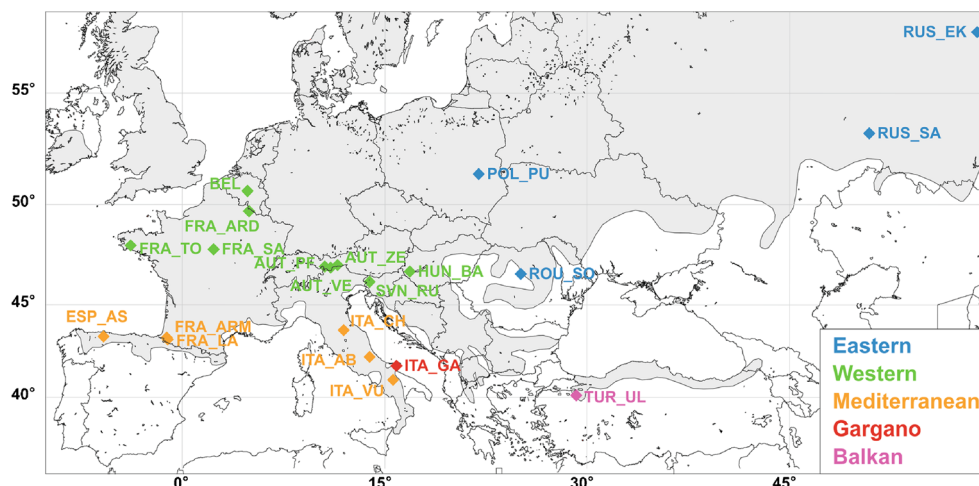 RUS_EK
55°
RUS_SA
POL_PU
BEL
50°
FRA_ARD
FRA_TO
FRA_SA
AUT_PF
AUT_ZE
HUN_BA
ROU_SO
AUT_VE
SVN_RU
45°
ESP_AS
FRA_ARM
ITA_CH
FRA_LA
Eastern
ITA_AB
ITA_GA
Western
ITA_VU
40°
TUR_UL
Mediterranean
Gargano
Balkan
0°
15°
30°
45°